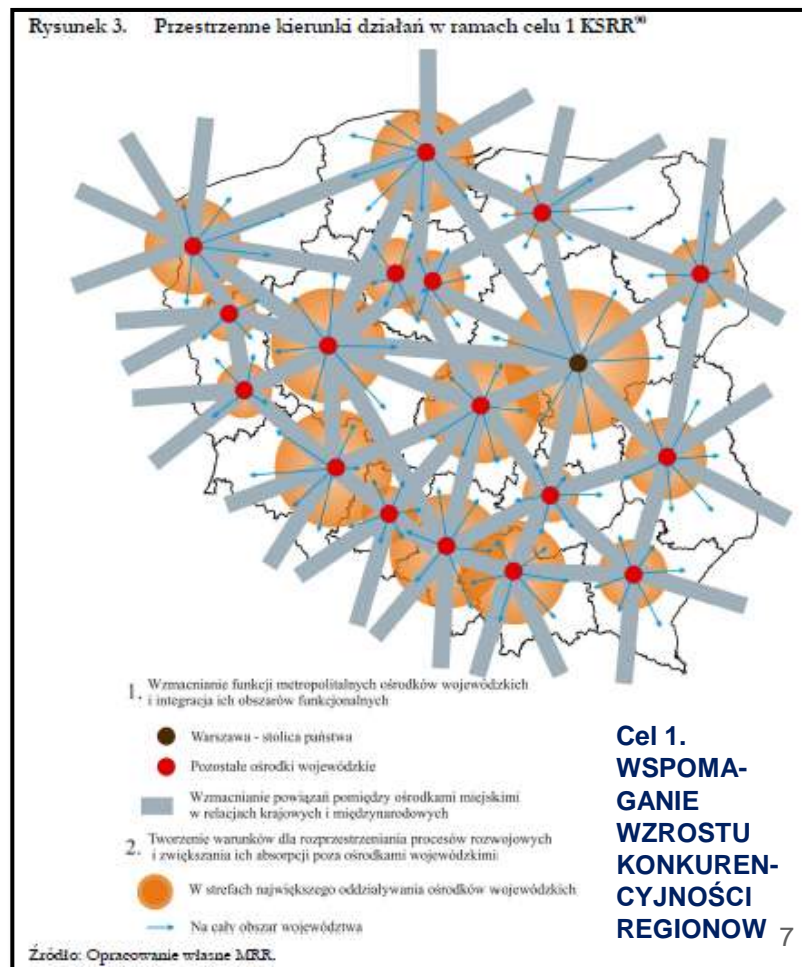 Rysunek 3. Przestrzenne kierunki działań w ramach celu 1 KSRR⁹⁰
1. Wzmacnianie funkcji metropolitalnych ośrodków wojewódzkich
i integracja ich obszarów funkcjonalnych
Warszawa - stolica państwa
Pozostałe ośrodki wojewódzkie
Wzmacnianie powiązań pomiędzy ośrodkami miejskimi
w relacjach krajowych i międzynarodowych
2. Tworzenie warunków dla rozprzestrzeniania procesów rozwojowych
i zwiększania ich absorpcji poza ośrodkami wojewódzkimi
W strefach największego oddziaływania ośrodków wojewódzkich
Na cały obszar województwa
Źródło: Opracowanie własne MRR.
Cel 1.
WSPOMA-
GANIE
WZROSTU
KONKUREN-
CYJNOŚCI
REGIONOW 7